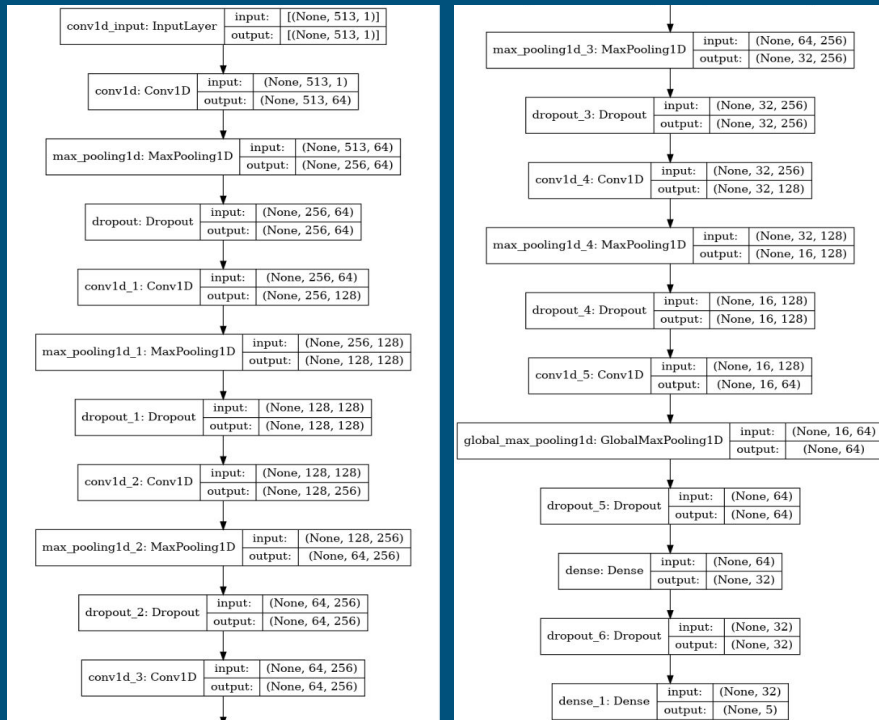 conv1d_input: InputLayer
input: [(None, 513, 1)]
output: [(None, 513, 1)]
conv1d: Conv1D
input: (None, 513, 1)
output: (None, 513, 64)
max_pooling1d: MaxPooling1D
input: (None, 513, 64)
output: (None, 256, 64)
dropout: Dropout
input: (None, 256, 64)
output: (None, 256, 64)
conv1d_1: Conv1D
input: (None, 256, 64)
output: (None, 256, 128)
max_pooling1d_1: MaxPooling1D
input: (None, 256, 128)
output: (None, 128, 128)
dropout_1: Dropout
input: (None, 128, 128)
output: (None, 128, 128)
conv1d_2: Conv1D
input: (None, 128, 128)
output: (None, 128, 256)
max_pooling1d_2: MaxPooling1D
input: (None, 128, 256)
output: (None, 64, 256)
dropout_2: Dropout
input: (None, 64, 256)
output: (None, 64, 256)
conv1d_3: Conv1D
input: (None, 64, 256)
output: (None, 64, 256)
max_pooling1d_3: MaxPooling1D
input: (None, 64, 256)
output: (None, 32, 256)
dropout_3: Dropout
input: (None, 32, 256)
output: (None, 32, 256)
conv1d_4: Conv1D
input: (None, 32, 256)
output: (None, 32, 128)
max_pooling1d_4: MaxPooling1D
input: (None, 32, 128)
output: (None, 16, 128)
dropout_4: Dropout
input: (None, 16, 128)
output: (None, 16, 128)
conv1d_5: Conv1D
input: (None, 16, 128)
output: (None, 16, 64)
global_max_pooling1d: GlobalMaxPooling1D
input: (None, 16, 64)
output: (None, 64)
dropout_5: Dropout
input: (None, 64)
output: (None, 64)
dense: Dense
input: (None, 64)
output: (None, 32)
dropout_6: Dropout
input: (None, 32)
output: (None, 32)
dense_1: Dense
input: (None, 32)
output: (None, 5)